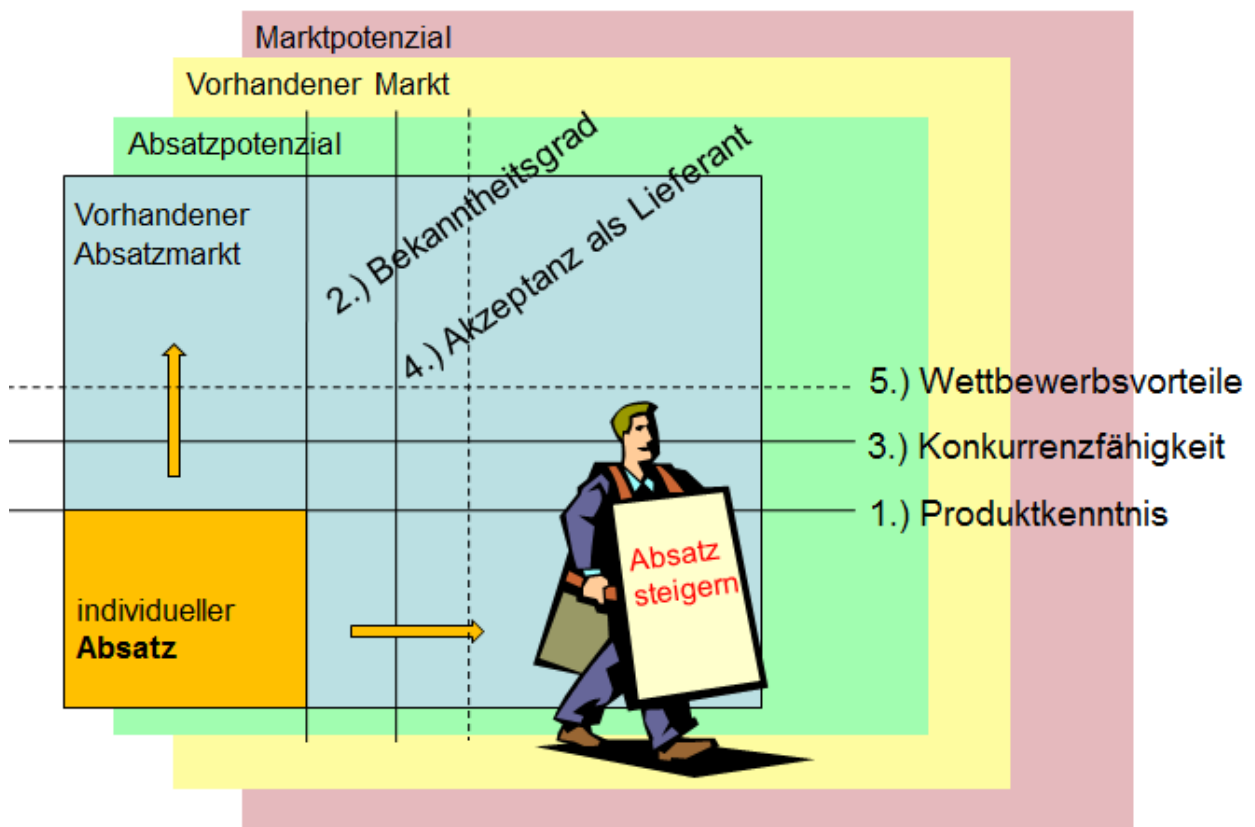 Marktpotenzial
Vorhandener Markt
Absatzpotenzial
Vorhandener
Absatzmarkt
2.) Bekanntheitsgrad
4.) Akzeptanz als Lieferant
5.) Wettbewerbsvorteile
3.) Konkurrenzfähigkeit
1.) Produktkenntnis
Absatz
steigern
individueller
Absatz